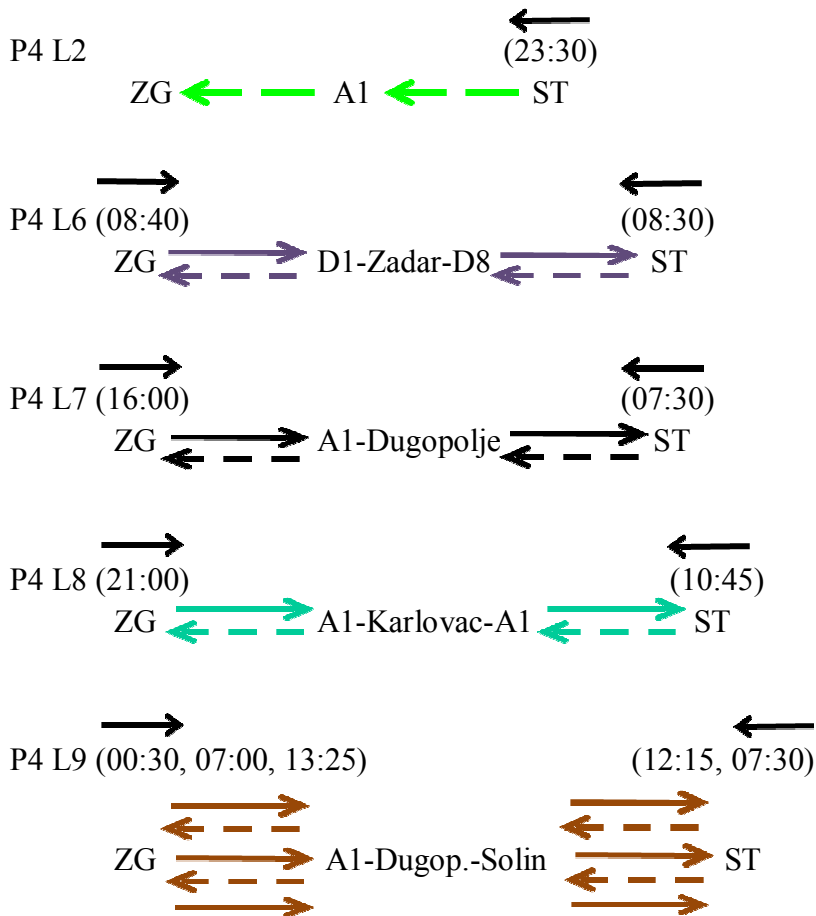 P4 L2 (23:30)
ZG A1 ST
P4 L6 (08:40) (08:30)
ZG D1-Zadar-D8 ST
P4 L7 (16:00) (07:30)
ZG A1-Dugopolje ST
P4 L8 (21:00) (10:45)
ZG A1-Karlovac-A1 ST
P4 L9 (00:30, 07:00, 13:25) (12:15, 07:30)
ZG A1-Dugop.-Solin ST